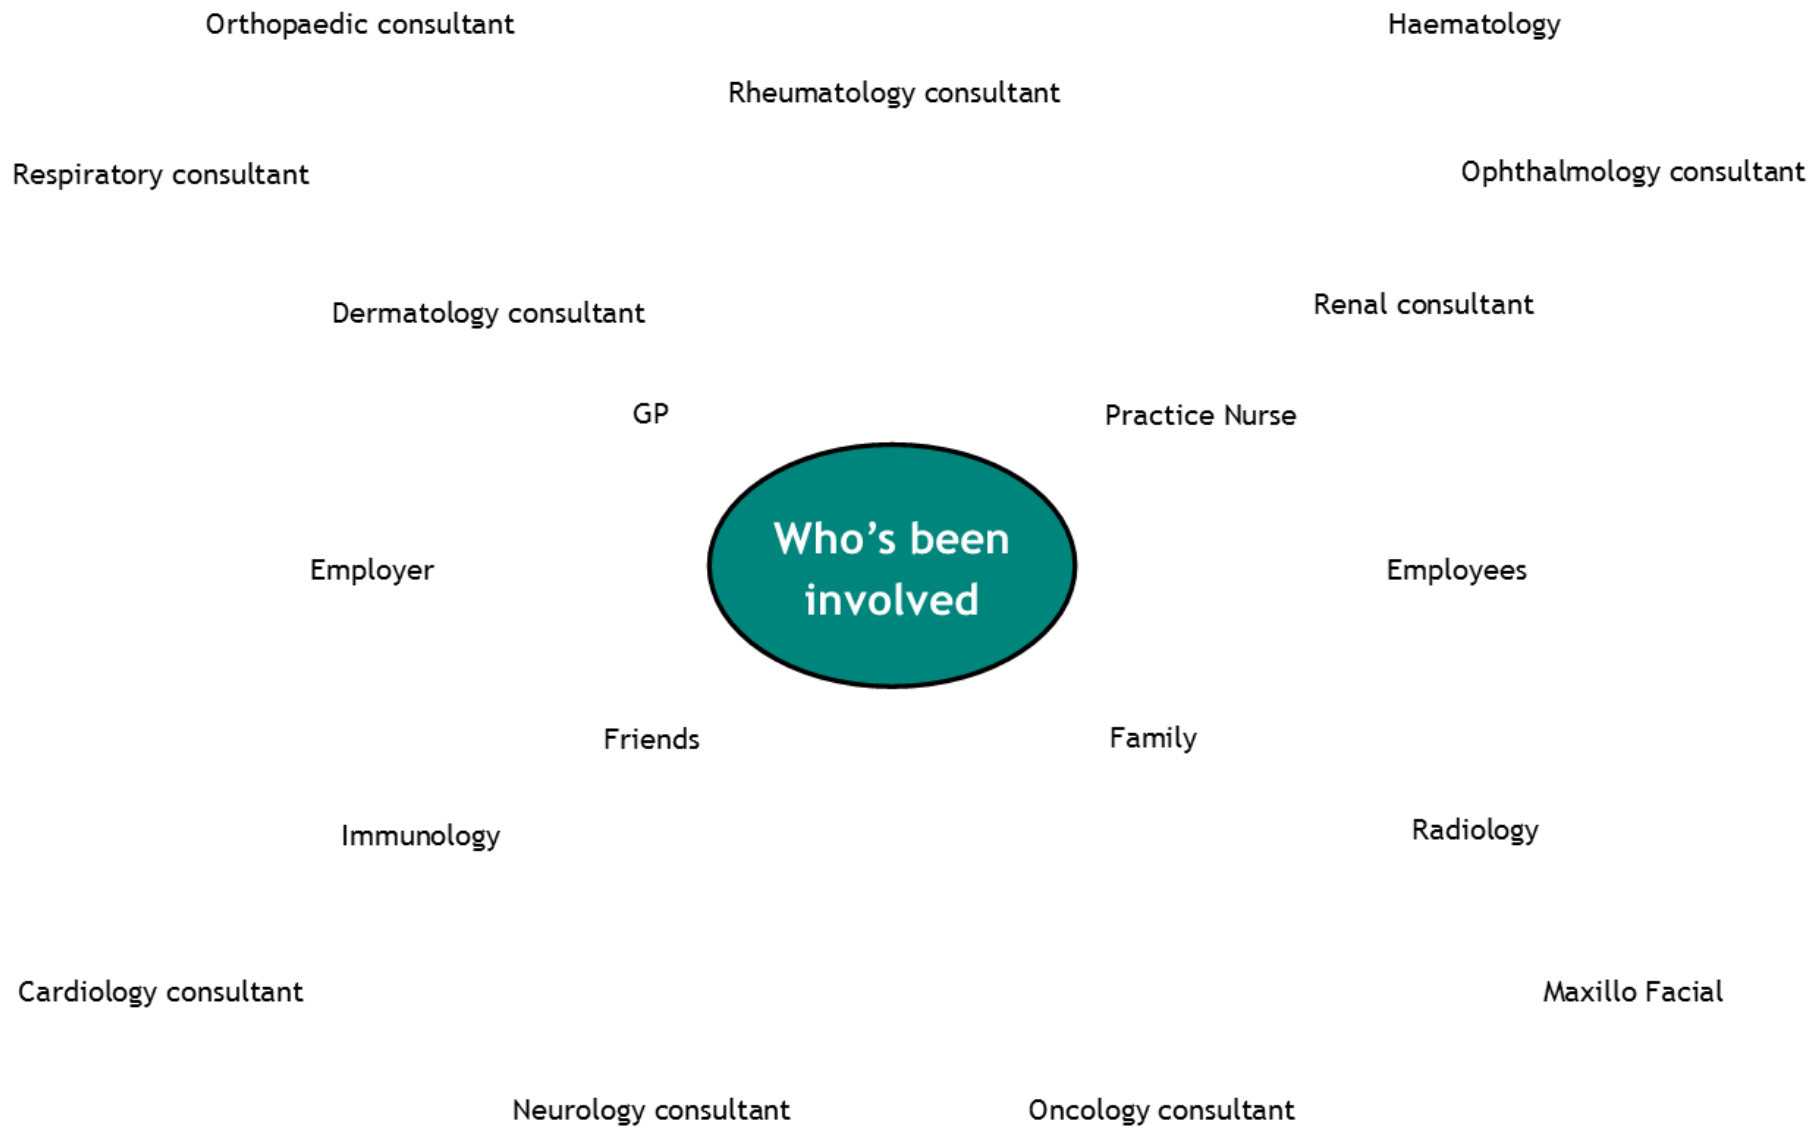 Orthopaedic consultant
Haematology
Rheumatology consultant
Respiratory consultant
Ophthalmology consultant
Dermatology consultant
Renal consultant
GP
Practice Nurse
Who’s been
involved
Employer
Employees
Friends
Family
Immunology
Radiology
Cardiology consultant
Maxillo Facial
Neurology consultant
Oncology consultant